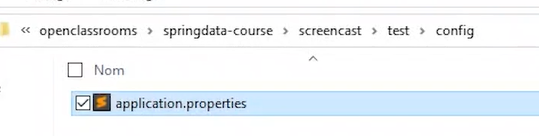 « openclassrooms > springdata-course > screencast > test > config
Nom
application.properties